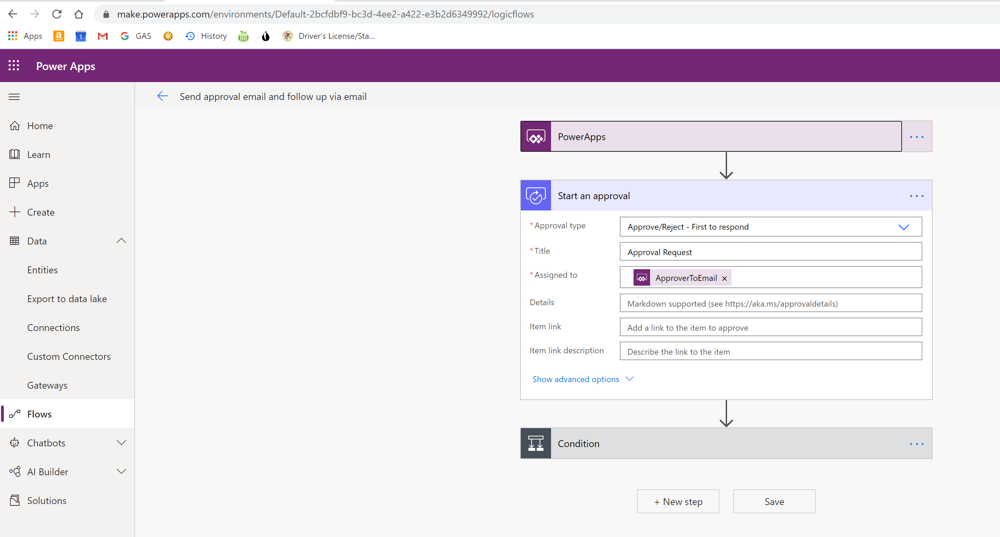 make.powerapps.com/environments/Default-2bcfdbf9-bc3d-4ee2-a422-e3b2d6349992/logicflows
Apps
a
1
GAS
History
Driver’s License/Sta...
Power Apps
Send approval email and follow up via email
Home
Learn
Apps
Create
Data
Entities
Export to data lake
Connections
Custom Connectors
Gateways
Flows
Chatbots
AI Builder
Solutions
PowerApps
Start an approval
* Approval type
Approve/Reject - First to respond
* Title
Approval Request
* Assigned to
ApproverToEmail ×
Details
Markdown supported (see https://aka.ms/approvaldetails)
Item link
Add a link to the item to approve
Item link description
Describe the link to the item
Show advanced options
Condition
+ New step
Save